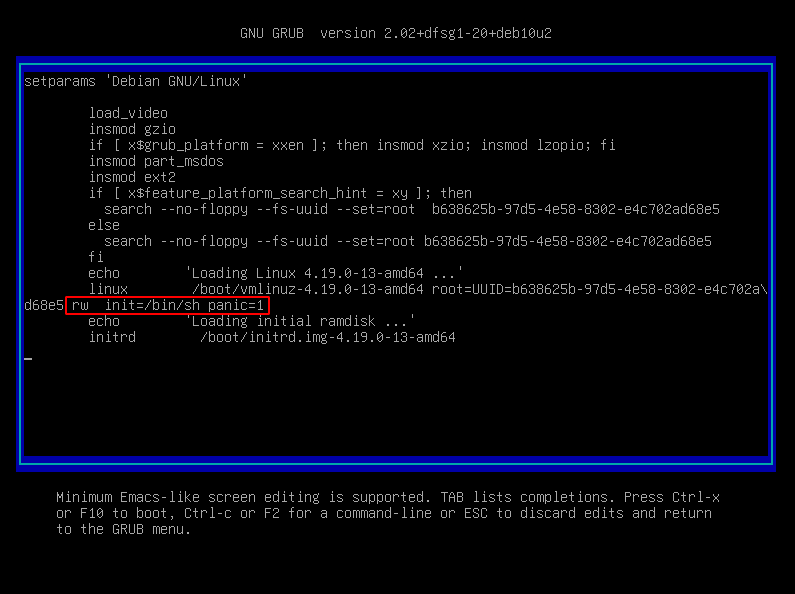 GNU GRUB  version 2.02+dfsg1-20+deb10u2
setparams 'Debian GNU/Linux'
load_video
insmod gzio
if [ x$grub_platform = xxen ]; then insmod xzio; insmod lzopio; fi
insmod part_msdos
insmod ext2
if [ x$feature_platform_search_hint = xy ]; then
search --no-floppy --fs-uuid --set=root  b638625b-97d5-4e58-8302-e4c702ad68e5
else
search --no-floppy --fs-uuid --set=root b638625b-97d5-4e58-8302-e4c702ad68e5
fi
echo        'Loading Linux 4.19.0-13-amd64 ...'
linux        /boot/vmlinuz-4.19.0-13-amd64 root=UUID=b638625b-97d5-4e58-8302-e4c702a\
d68e5 rw  init=/bin/sh panic=1
echo        'Loading initial ramdisk ...'
initrd        /boot/initrd.img-4.19.0-13-amd64
Minimum Emacs-like screen editing is supported. TAB lists completions. Press Ctrl-x
or F10 to boot, Ctrl-c or F2 for a command-line or ESC to discard edits and return
to the GRUB menu.